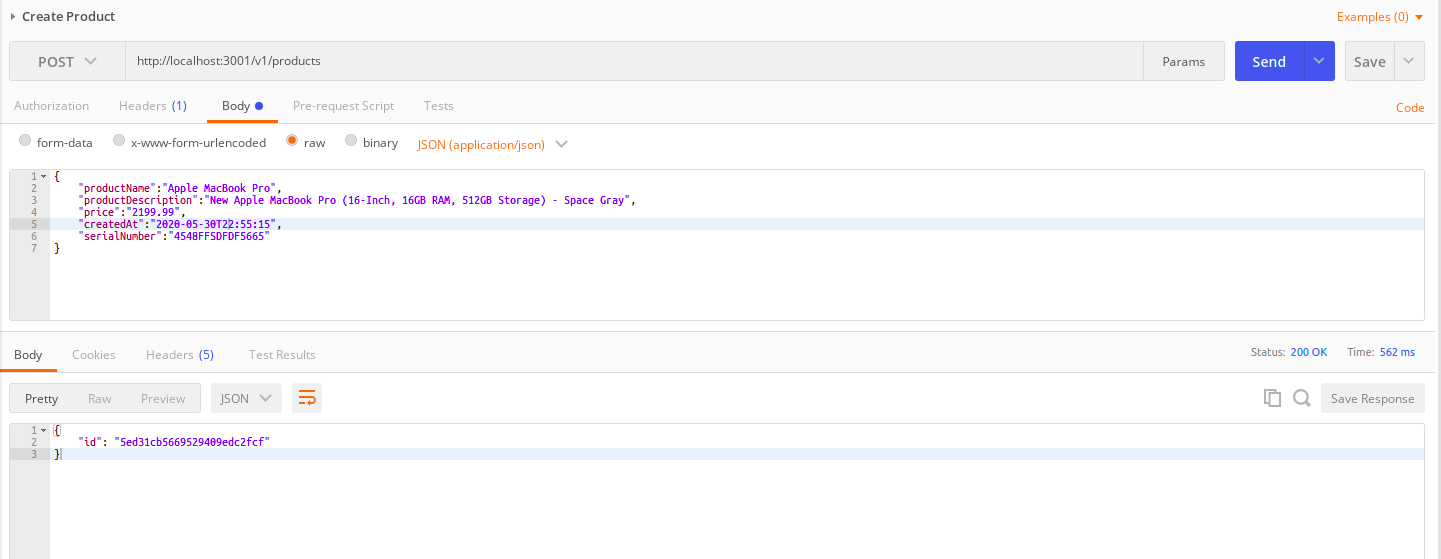 Create Product
Examples (0)
POST
http://localhost:3001/v1/products
Params
Send
Save
Authorization
Headers (1)
Body
Pre-request Script
Tests
Code
form-data
x-www-form-urlencoded
raw
binary
JSON (application/json)
1 {
2 "productName":"Apple MacBook Pro",
3 "productDescription":"New Apple MacBook Pro (16-Inch, 16GB RAM, 512GB Storage) - Space Gray",
4 "price":"2199.99",
5 "createdAt":"2020-05-30T22:55:15",
6 "serialNumber":"4548FFSDFDF5665"
7 }
Body
Cookies
Headers (5)
Test Results
Status: 200 OK
Time: 562 ms
Pretty
Raw
Preview
JSON
Save Response
1 {
2 "id": "5ed31cb5669529409edc2fcf"
3 }